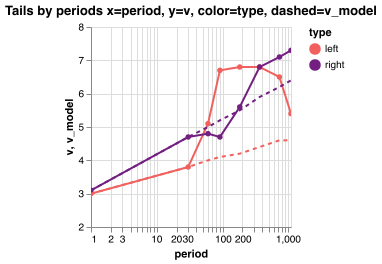 Tails by periods x=period, y=v, color=type, dashed=v_model
type
left
right
v, v_model
8
7
6
5
4
3
2
1 2 3 10 20 30 100 200 1,000
period